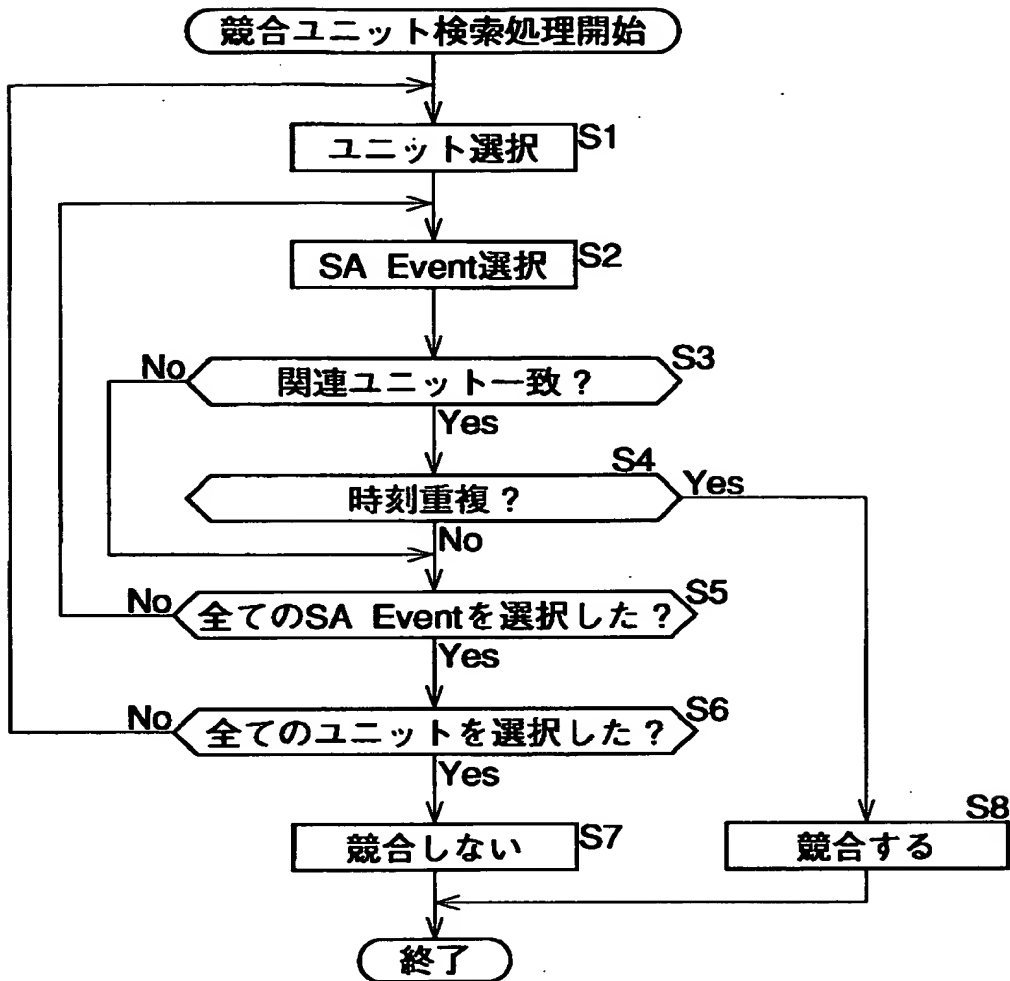 競合ユニット検索処理開始
ユニット選択 S1
SA Event選択 S2
No 関連ユニット一致? S3
Yes
S4
時刻重複? Yes
No
No 全てのSA Eventを選択した? S5
Yes
No 全てのユニットを選択した? S6
Yes
競合しない S7
S8
競合する
終了